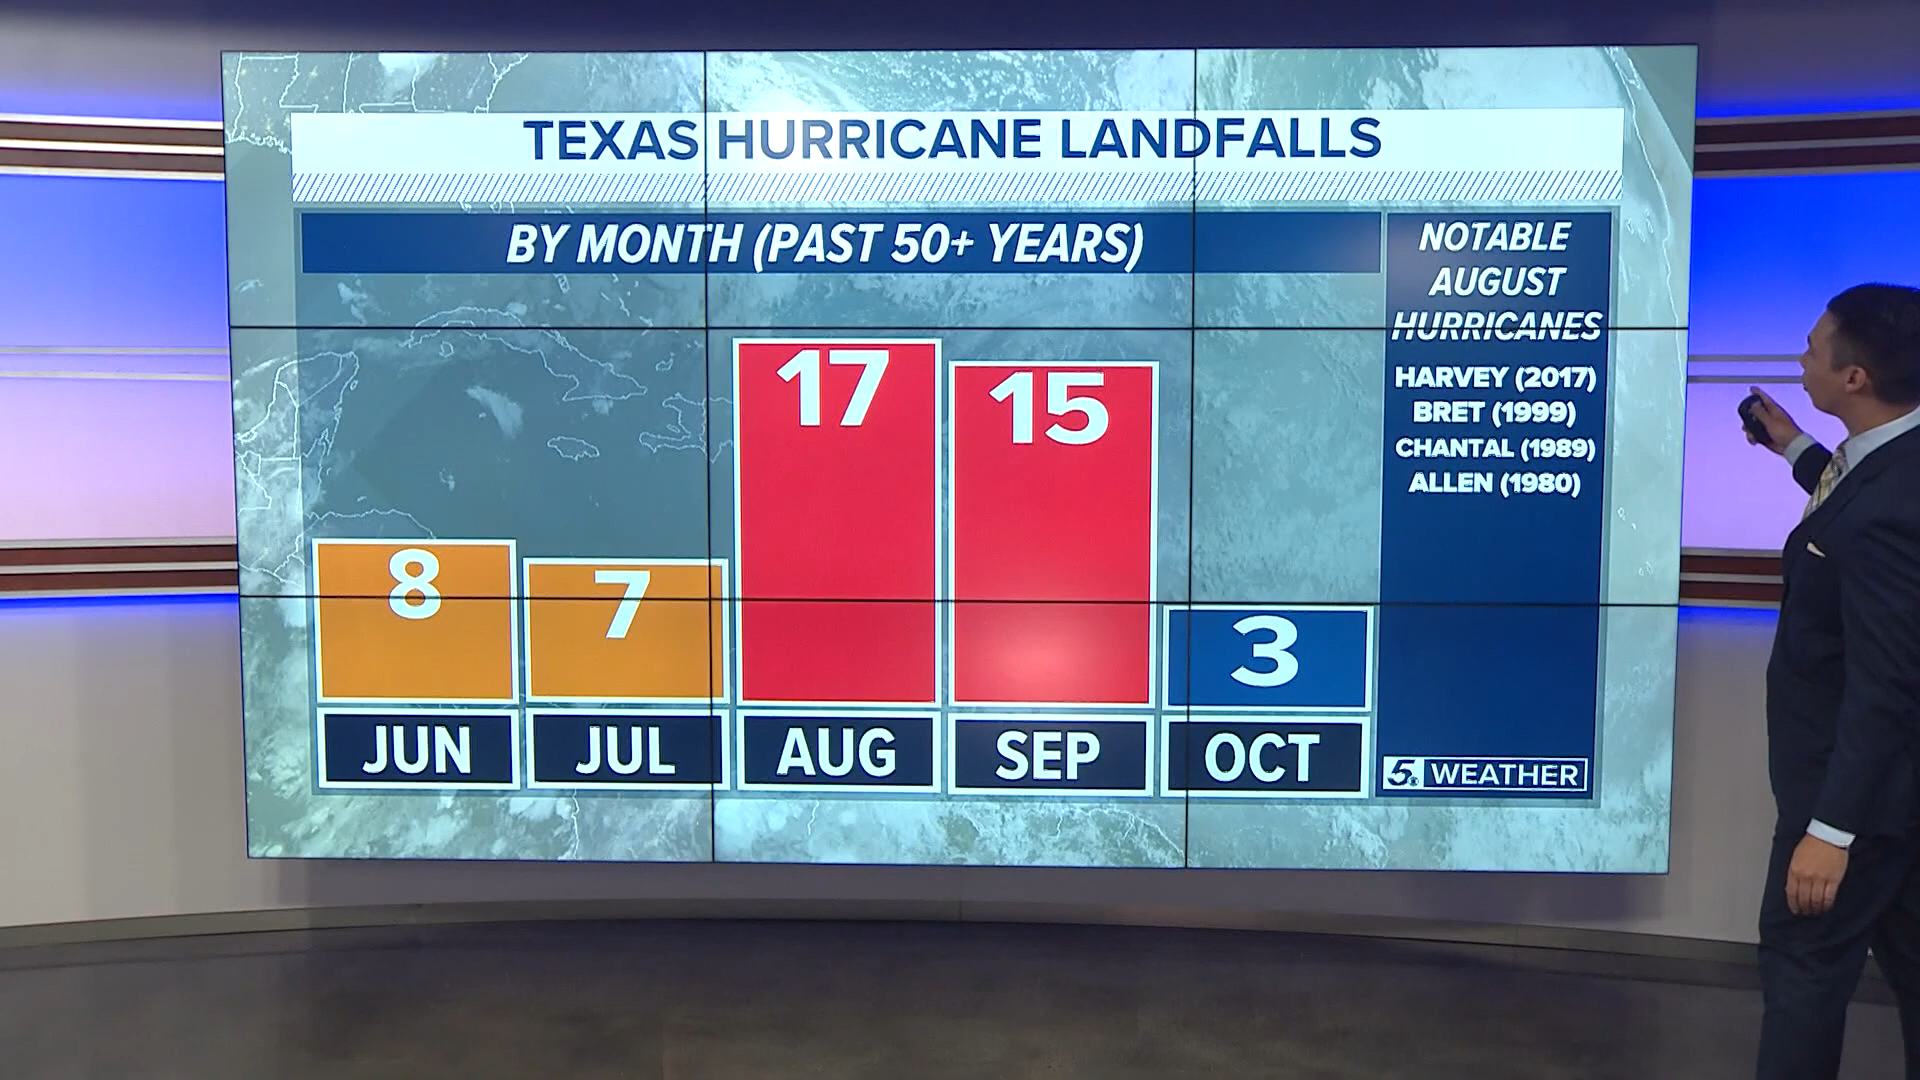 TEXAS HURRICANE LANDFALLS
BY MONTH (PAST 50+ YEARS)
8
7
17
15
3
JUN
JUL
AUG
SEP
OCT
NOTABLE
AUGUST
HURRICANES
HARVEY (2017)
BRET (1999)
CHANTAL (1989)
ALLEN (1980)
5 WEATHER